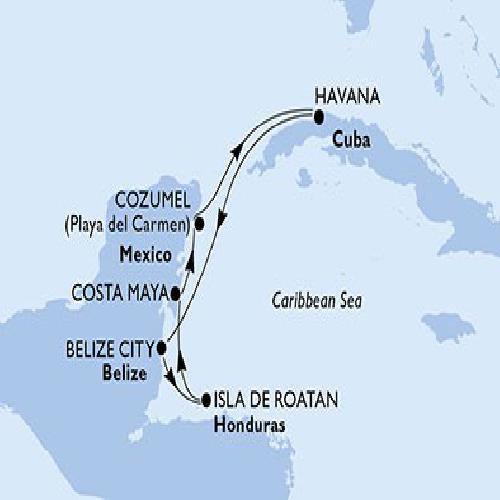 HAVANA
Cuba
COZUMEL
(Playa del Carmen)
Mexico
COSTA MAYA
Caribbean Sea
BELIZE CITY
Belize
ISLA DE ROATAN
Honduras